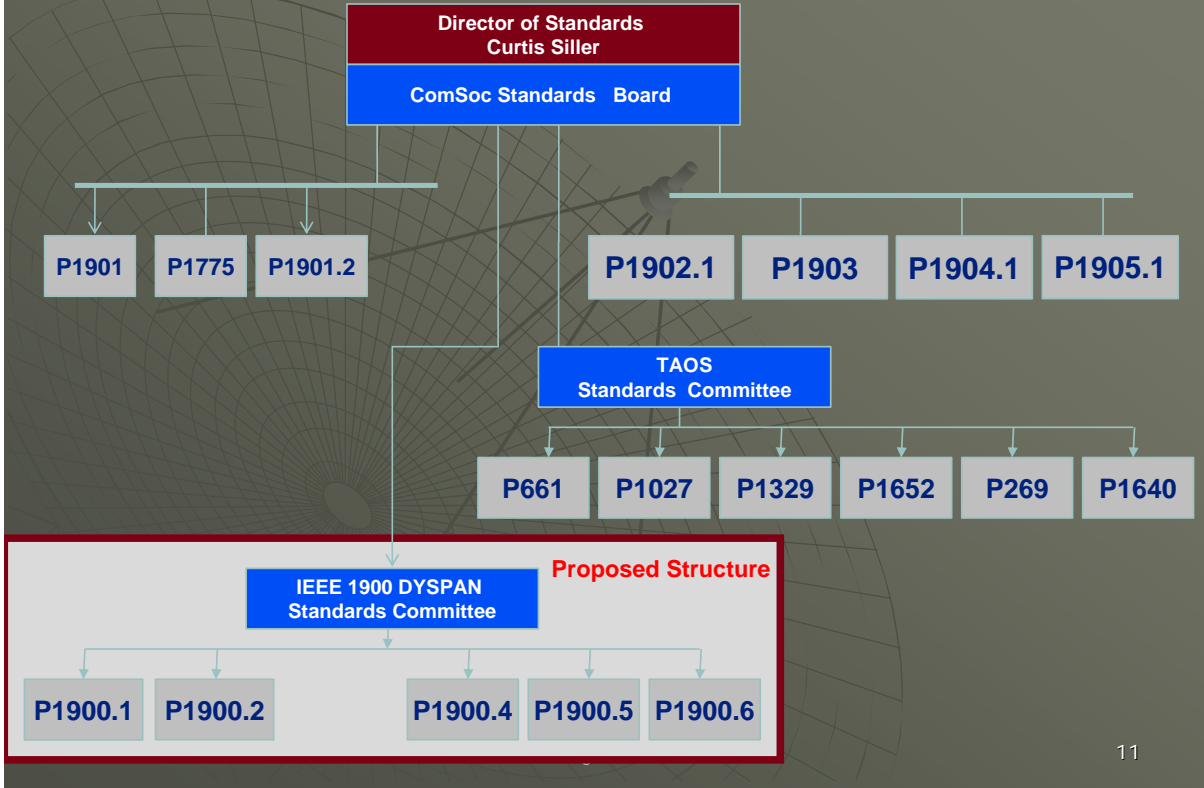 Director of Standards
Curtis Siller
ComSoc Standards Board
P1901
P1775
P1901.2
P1902.1
P1903
P1904.1
P1905.1
TAOS
Standards Committee
P661
P1027
P1329
P1652
P269
P1640
Proposed Structure
IEEE 1900 DYSPAN
Standards Committee
P1900.1
P1900.2
P1900.4
P1900.5
P1900.6
11